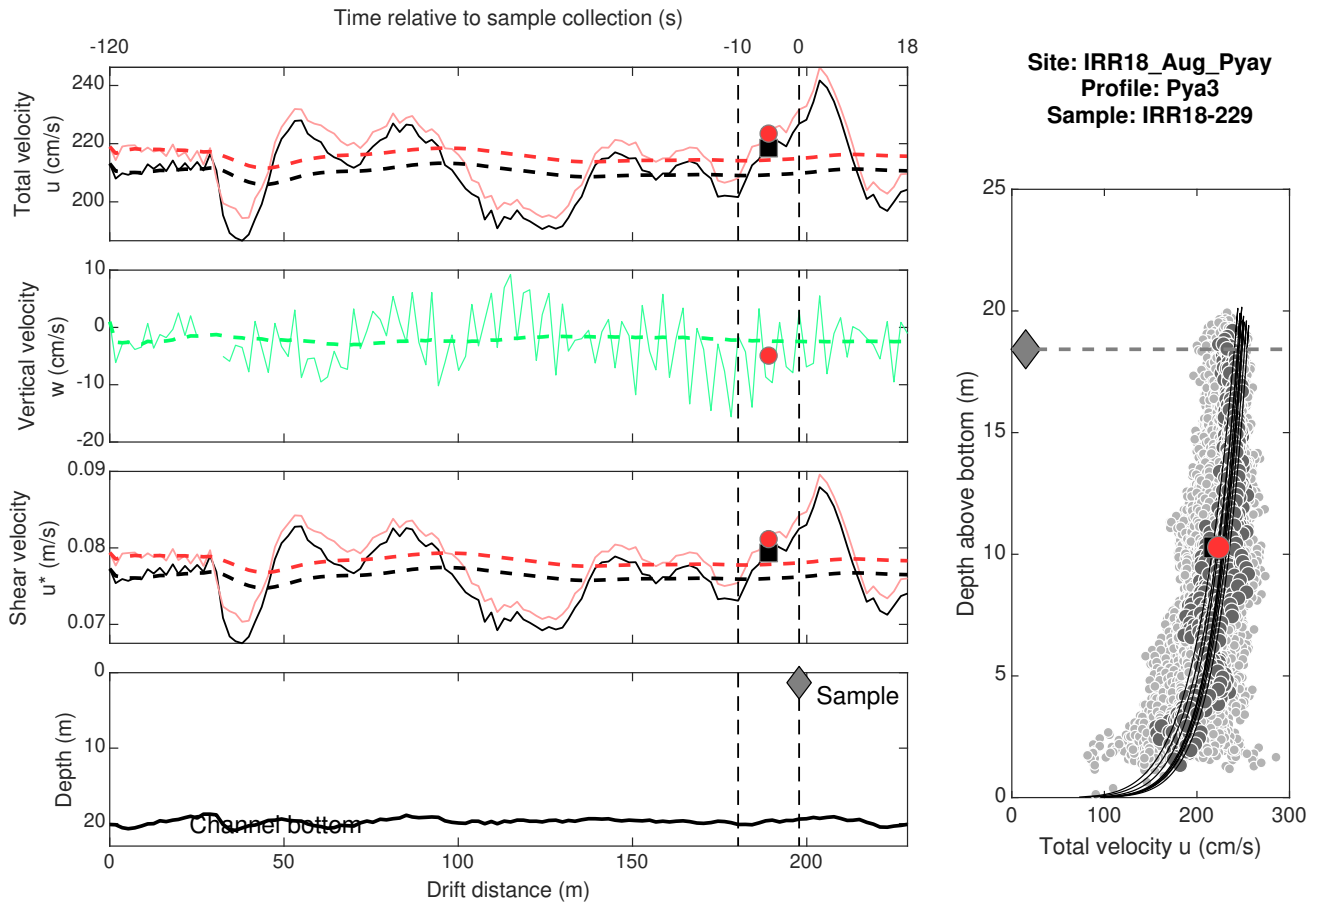 Time relative to sample collection (s)
-120 -10 0 18
Total velocity
u (cm/s)
240
220
200
Vertical velocity
w (cm/s)
10
0
-10
-20
Shear velocity
u* (m/s)
0.09
0.08
0.07
Depth (m)
0
10
20
Sample
Channel bottom
0 50 100 150 200
Drift distance (m)
Site: IRR18_Aug_Pyay
Profile: Pya3
Sample: IRR18-229
Depth above bottom (m)
25
20
15
10
5
0
0 100 200 300
Total velocity u (cm/s)